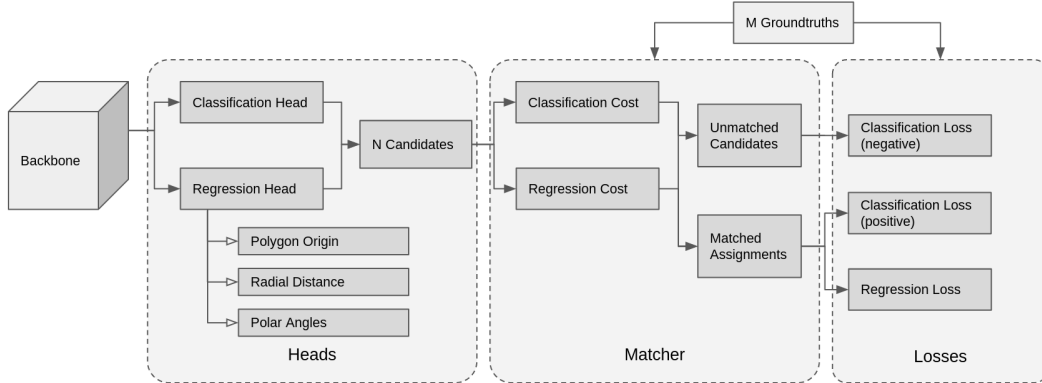 M Groundtruths
Backbone
Classification Head
Regression Head
N Candidates
Polygon Origin
Radial Distance
Polar Angles
Heads
Classification Cost
Regression Cost
Unmatched
Candidates
Matched
Assignments
Matcher
Classification Loss
(negative)
Classification Loss
(positive)
Regression Loss
Losses